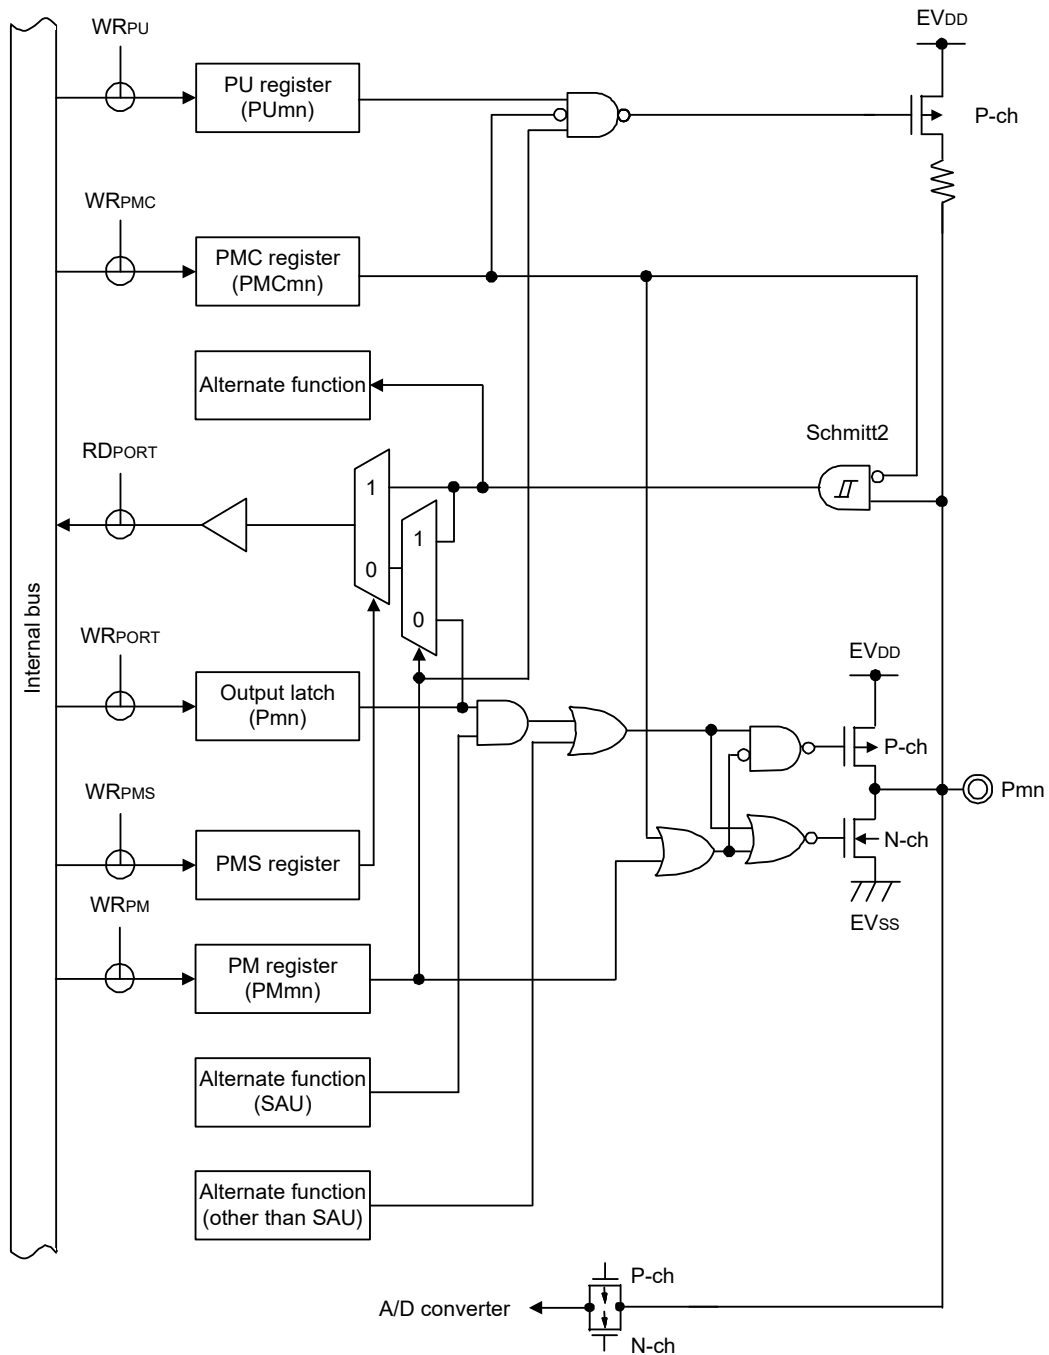 WRPU
EVDD
PU register
(PUmn)
P-ch
WRPMC
PMC register
(PMCmn)
Alternate function
Schmitt2
RDPORT
1
1
0
0
Internal bus
WRPORT
EVDD
Output latch
(Pmn)
P-ch
WRPMS
Pmn
PMS register
N-ch
WRPM
EVSS
PM register
(PMmn)
Alternate function
(SAU)
Alternate function
(other than SAU)
P-ch
A/D converter
N-ch